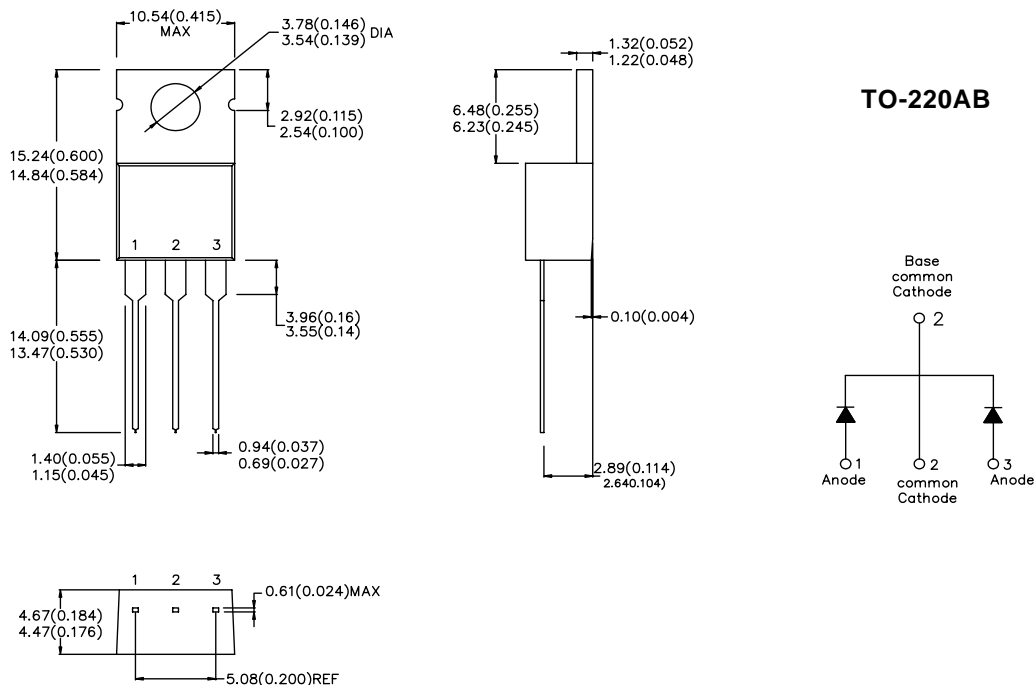 10.54(0.415)
MAX
3.78(0.146)
3.54(0.139) DIA
2.92(0.115)
2.54(0.100)
15.24(0.600)
14.84(0.584)
1 2 3
3.96(0.16)
3.55(0.14)
14.09(0.555)
13.47(0.530)
0.94(0.037)
0.69(0.027)
1.40(0.055)
1.15(0.045)
1.32(0.052)
1.22(0.048)
6.48(0.255)
6.23(0.245)
0.10(0.004)
2.89(0.114)
2.640.104)
TO-220AB
Base
common
Cathode
2
1
Anode
2
common
Cathode
3
Anode
1 2 3
0.61(0.024)MAX
4.67(0.184)
4.47(0.176)
5.08(0.200)REF